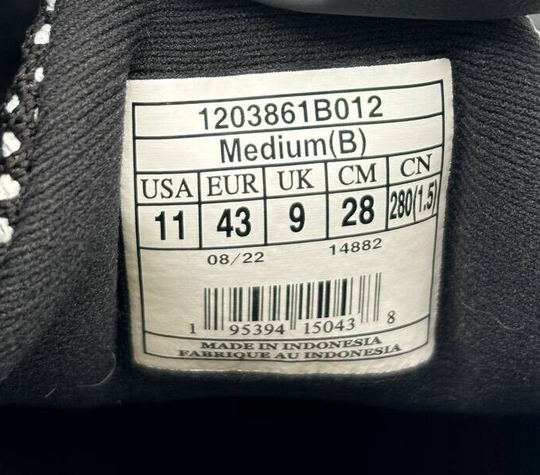 1203861B012
Medium(B)
USA EUR UK CM CN
11 43 9 28 280(1.5)
08/22 14882
1 95394 15043 8
MADE IN INDONESIA
FABRIQUE AU INDONESIA